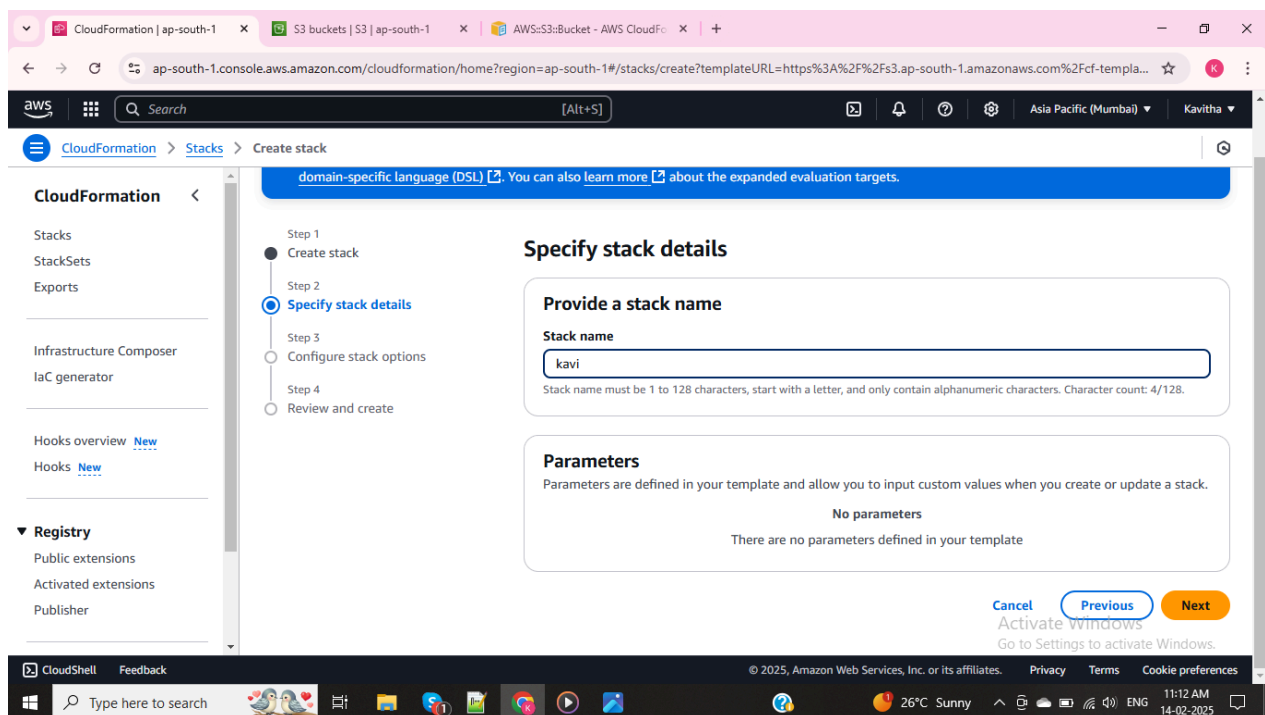 CloudFormation | ap-south-1
S3 buckets | S3 | ap-south-1
AWS::S3::Bucket - AWS CloudFo
ap-south-1.console.aws.amazon.com/cloudformation/home?region=ap-south-1#/stacks/create?templateURL=https%3A%2F%2Fs3.ap-south-1.amazonaws.com%2Fcf-templa...
K
aws
Search
[Alt+S]
Asia Pacific (Mumbai)
Kavitha
CloudFormation
Stacks
Create stack
domain-specific language (DSL). You can also learn more about the expanded evaluation targets.
CloudFormation
Stacks
StackSets
Exports
Infrastructure Composer
IaC generator
Hooks overview New
Hooks New
Registry
Public extensions
Activated extensions
Publisher
Step 1
Create stack
Step 2
Specify stack details
Step 3
Configure stack options
Step 4
Review and create
Specify stack details
Provide a stack name
Stack name
kavi
Stack name must be 1 to 128 characters, start with a letter, and only contain alphanumeric characters. Character count: 4/128.
Parameters
Parameters are defined in your template and allow you to input custom values when you create or update a stack.
No parameters
There are no parameters defined in your template
Cancel
Previous
Next
Activate Windows
Go to Settings to activate Windows.
CloudShell
Feedback
© 2025, Amazon Web Services, Inc. or its affiliates.
Privacy
Terms
Cookie preferences
Type here to search
26°C Sunny
ENG
11:12 AM
14-02-2025